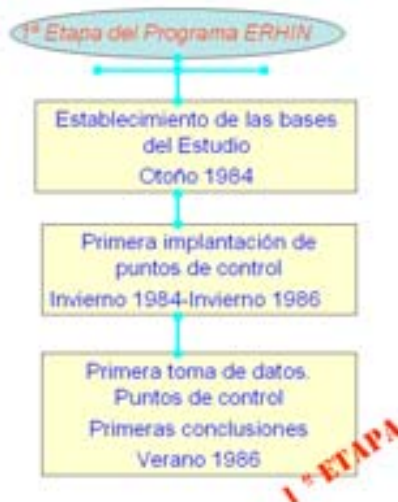 1ª Etapa del Programa ERHIN
Establecimiento de las bases
del Estudio
Otoño 1984
Primera implantación de
puntos de control
Invierno 1984-Invierno 1986
Primera toma de datos.
Puntos de control
Primeras conclusiones
Verano 1986
1ª ETAPA